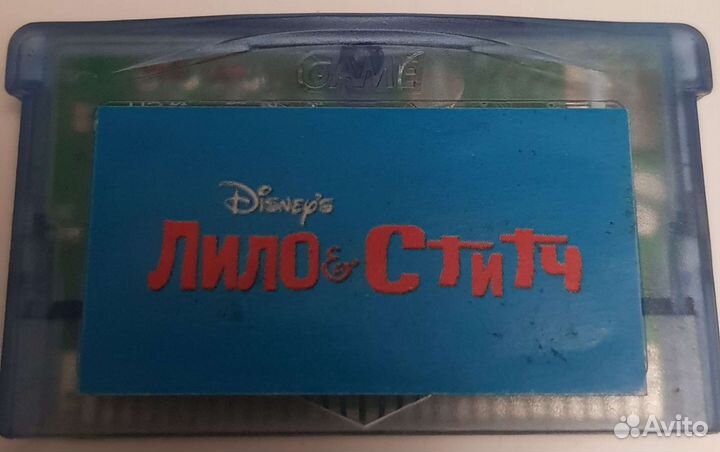 GAME
Disney's
Лило & Ститч
Avito